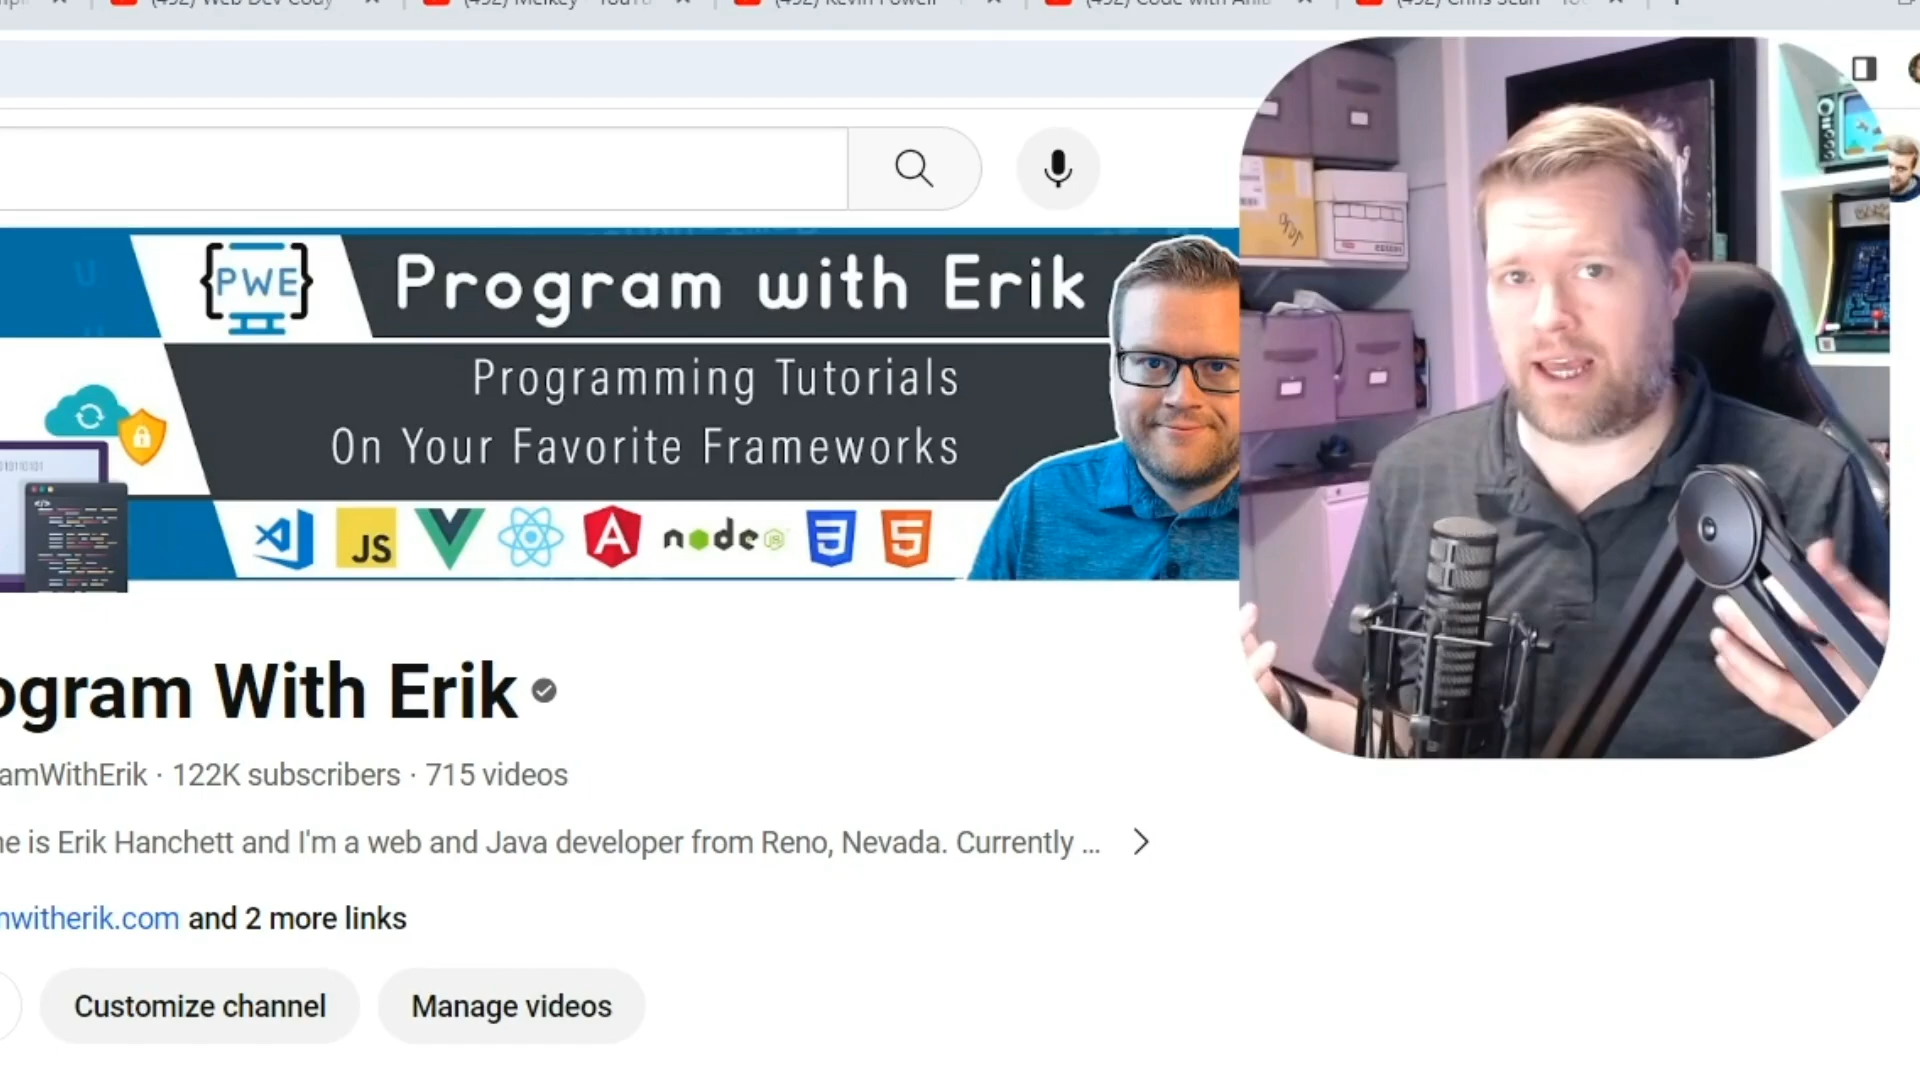 PWE
Program with Erik
Programming Tutorials
On Your Favorite Frameworks
JS
node
JS
ogram With Erik
amWithErik · 122K subscribers · 715 videos
e is Erik Hanchett and I'm a web and Java developer from Reno, Nevada. Currently ...
witherik.com and 2 more links
Customize channel
Manage videos